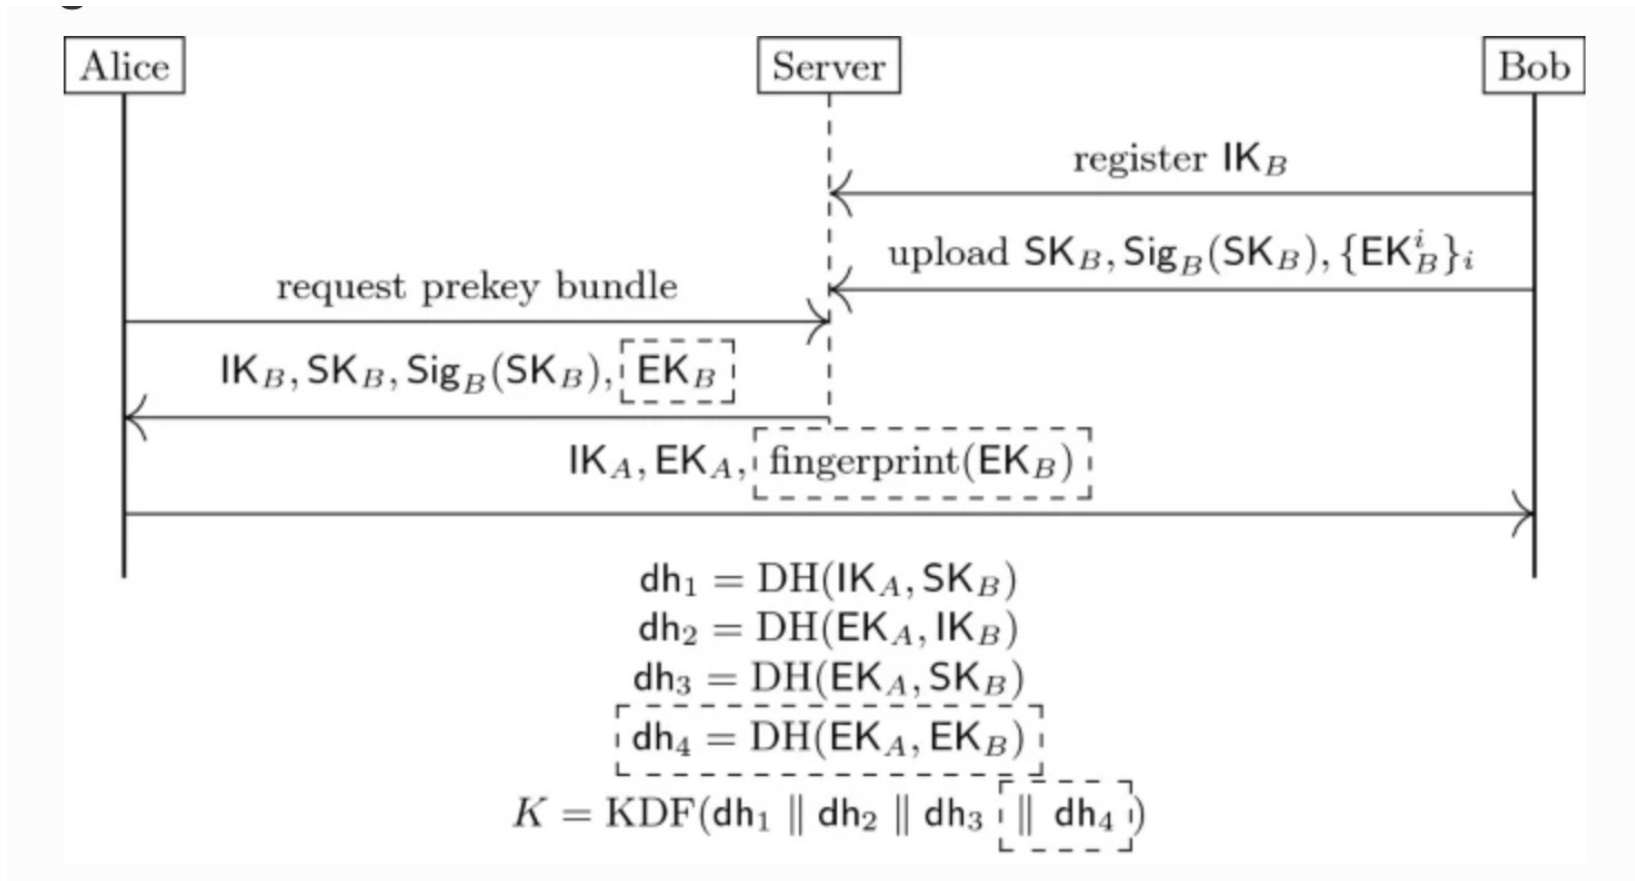 Alice
Server
Bob
register IK_B
upload SK_B, Sig_B(SK_B), {EK^i_B}_i
request prekey bundle
IK_B, SK_B, Sig_B(SK_B), EK_B
IK_A, EK_A, fingerprint(EK_B)
dh_1 = DH(IK_A, SK_B)
dh_2 = DH(EK_A, IK_B)
dh_3 = DH(EK_A, SK_B)
dh_4 = DH(EK_A, EK_B)
K = KDF(dh_1 ∥ dh_2 ∥ dh_3 ∥ dh_4)